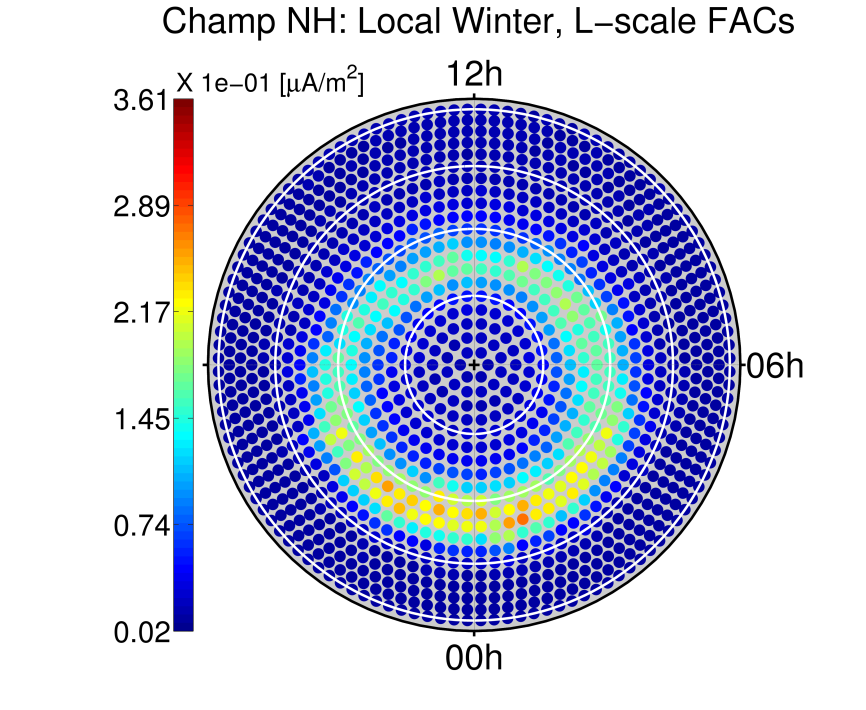 Champ NH: Local Winter, L−scale FACs
X 1e−01 [μA/m²]
12h
3.61
2.89
2.17
06h
1.45
0.74
0.02
00h